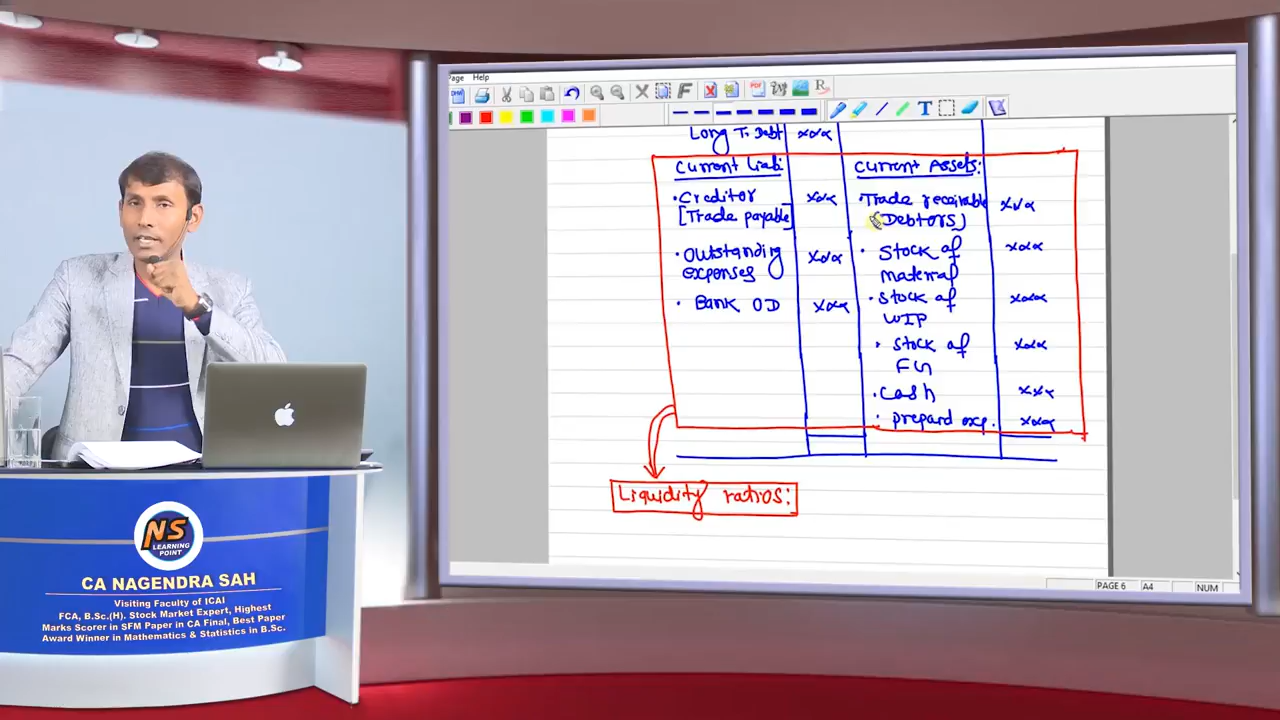 Page Help
PDF
T
Long T. Debt xxx
Current Liab:
Current Assets:
• Creditor xxx
[Trade payable]
• Trade receivable xxx
(Debtors)
• Outstanding xxx
expenses
• Stock of xxx
material
• Bank OD xxx
• Stock of xxx
WIP
• Stock of xxx
FG
• Cash xxx
• prepard exp. xxx
Liquidity ratios:
PAGE 6 A4 NUM
NS
LEARNING
POINT
CA NAGENDRA SAH
Visiting Faculty of ICAI
FCA, B.Sc.(H). Stock Market Expert, Highest
Marks Scorer in SFM Paper in CA Final, Best Paper
Award Winner in Mathematics & Statistics in B.Sc.